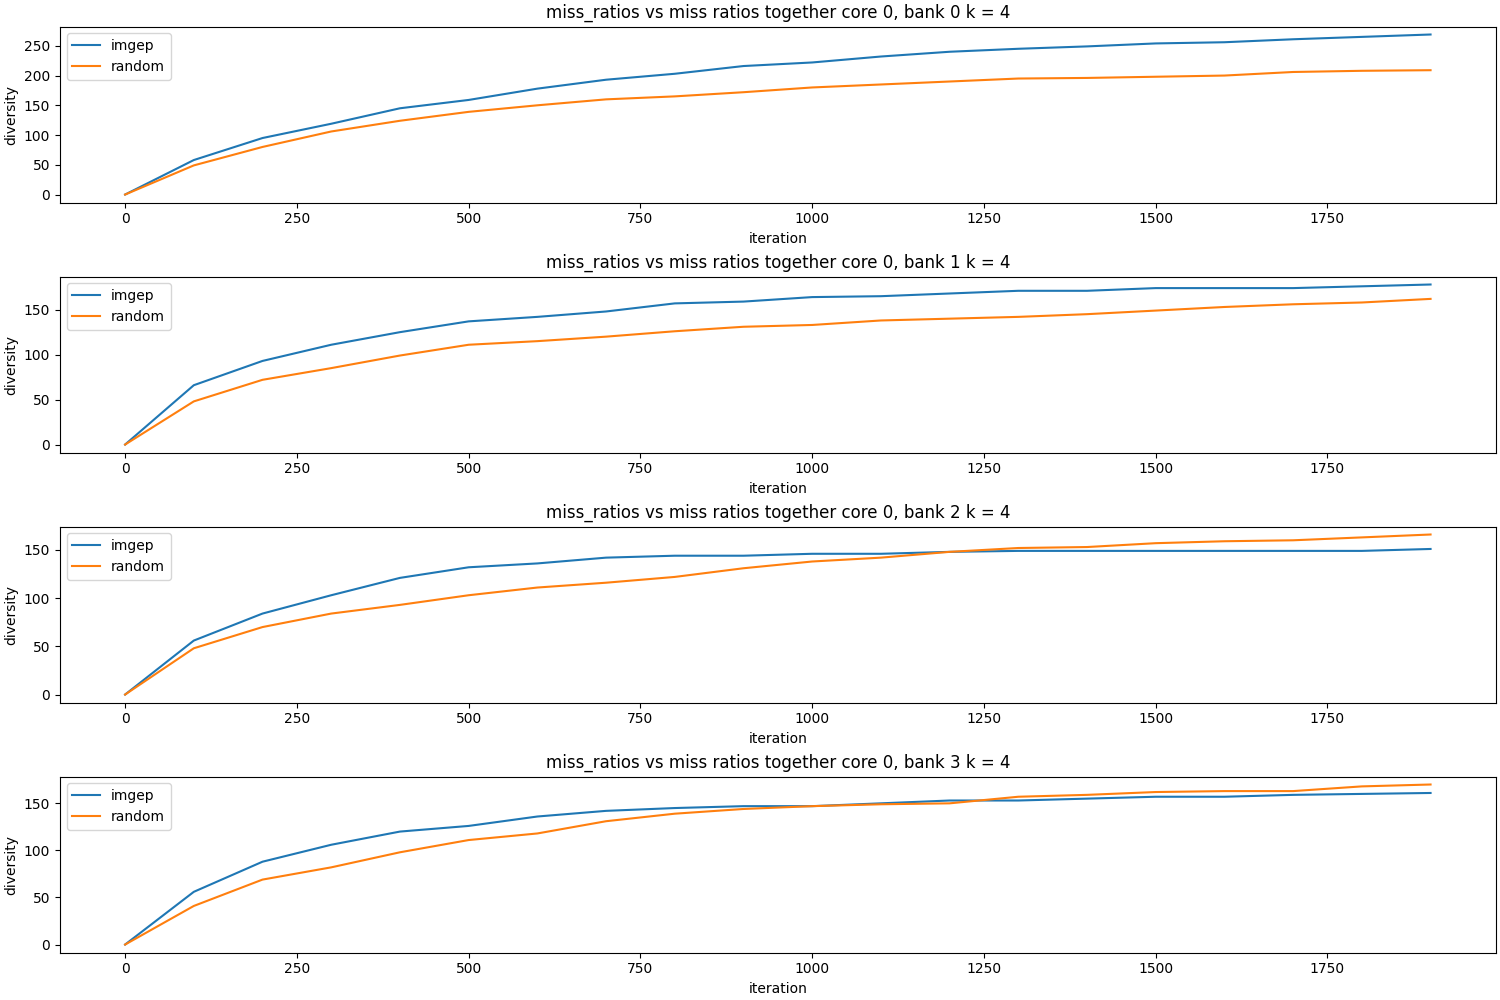 miss_ratios vs miss ratios together core 0, bank 0 k = 4
imgep
random
diversity
250
200
150
100
50
0
0 250 500 750 1000 1250 1500 1750
iteration
miss_ratios vs miss ratios together core 0, bank 1 k = 4
imgep
random
diversity
150
100
50
0
0 250 500 750 1000 1250 1500 1750
iteration
miss_ratios vs miss ratios together core 0, bank 2 k = 4
imgep
random
diversity
150
100
50
0
0 250 500 750 1000 1250 1500 1750
iteration
miss_ratios vs miss ratios together core 0, bank 3 k = 4
imgep
random
diversity
150
100
50
0
0 250 500 750 1000 1250 1500 1750
iteration